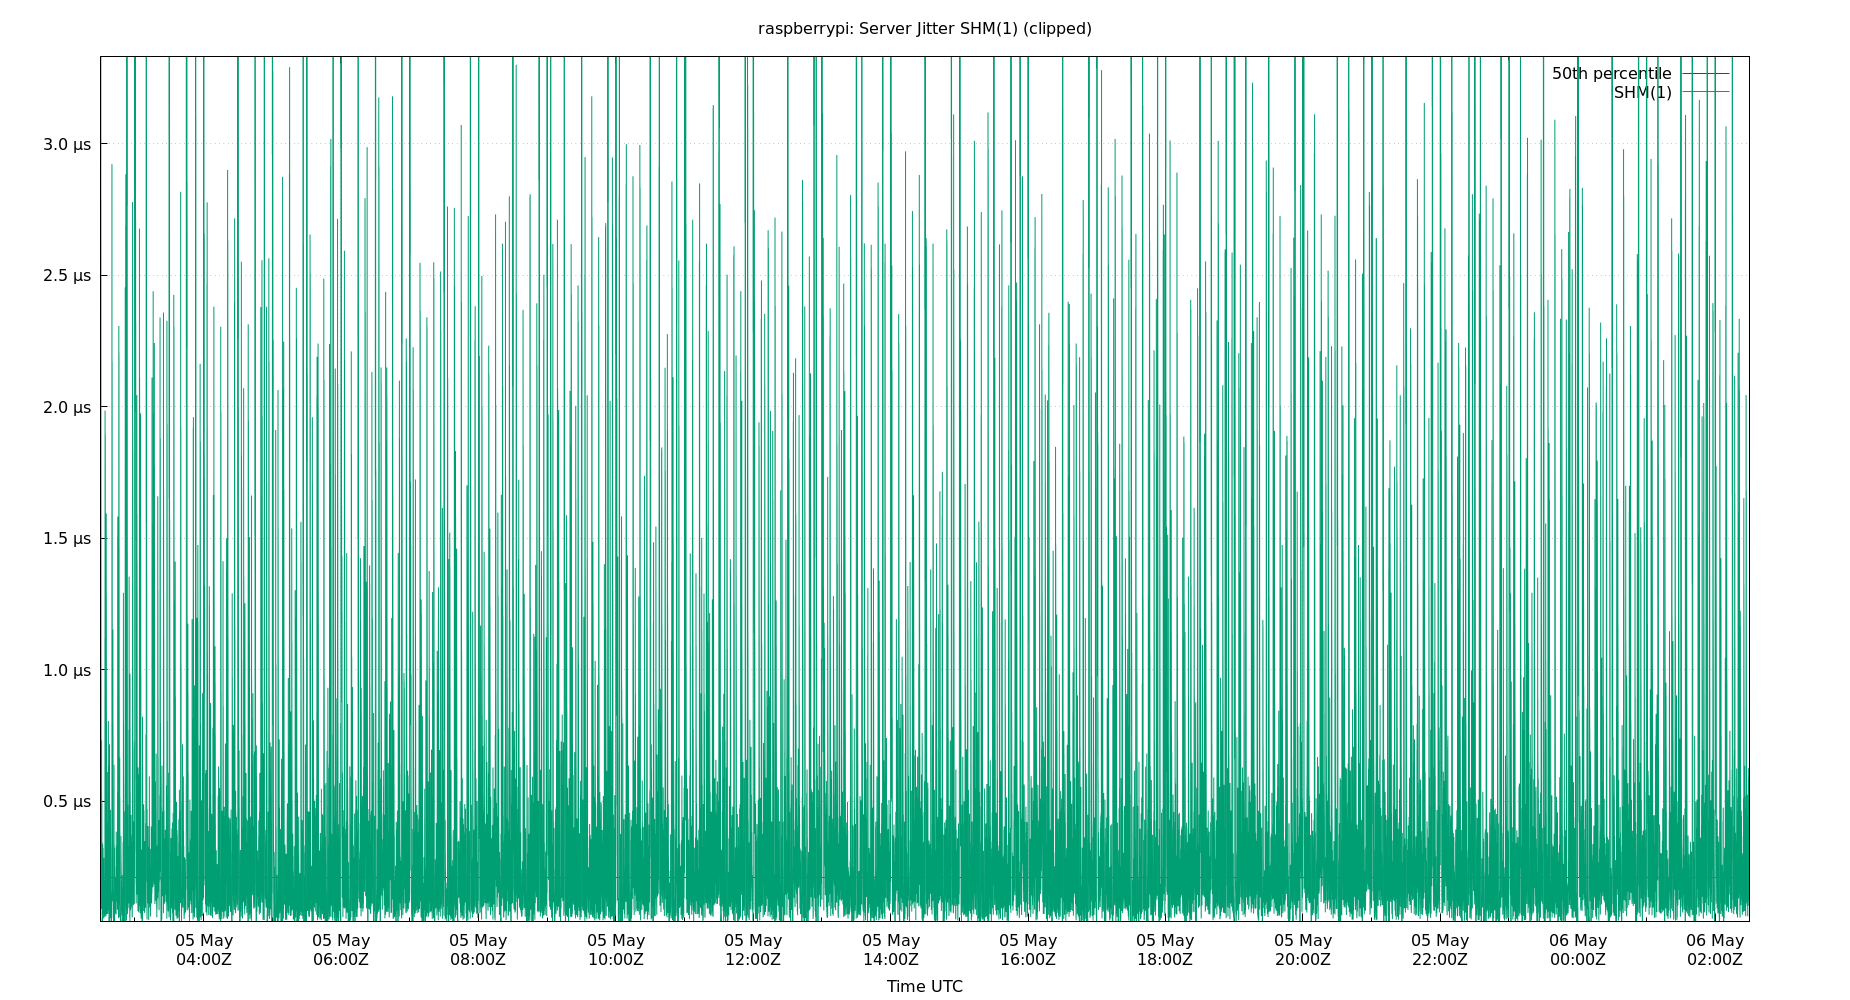 raspberrypi: Server Jitter SHM(1) (clipped)
50th percentile
SHM(1)
3.0 µs
2.5 µs
2.0 µs
1.5 µs
1.0 µs
0.5 µs
05 May 05 May 05 May 05 May 05 May 05 May 05 May 05 May 05 May 05 May 06 May 06 May
04:00Z 06:00Z 08:00Z 10:00Z 12:00Z 14:00Z 16:00Z 18:00Z 20:00Z 22:00Z 00:00Z 02:00Z
Time UTC